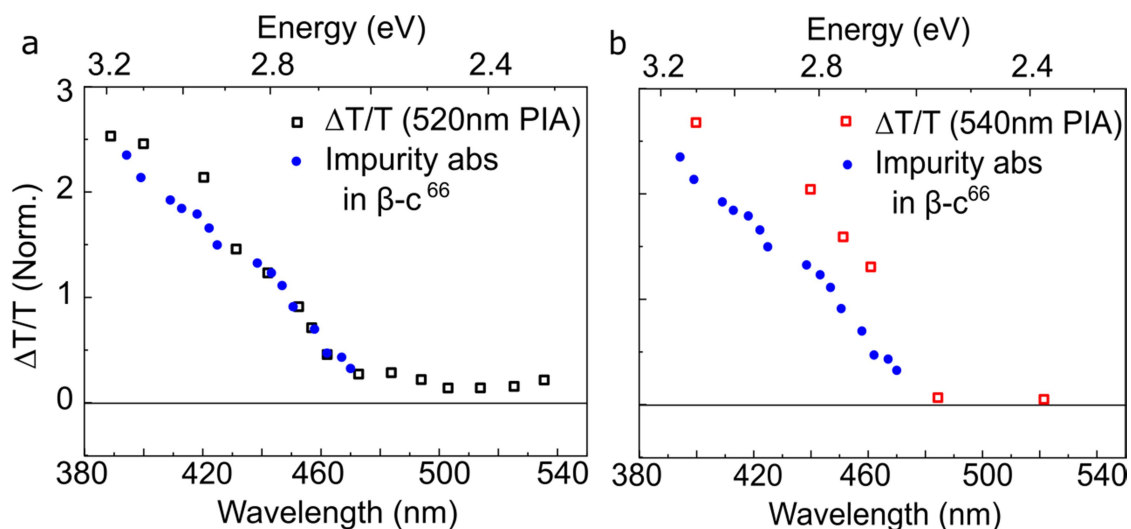 a
Energy (eV)
3.2 2.8 2.4
3
2
1
0
ΔT/T (Norm.)
ΔT/T (520nm PIA)
Impurity abs
in β-c⁶⁶
380 420 460 500 540
Wavelength (nm)
b
Energy (eV)
3.2 2.8 2.4
ΔT/T (540nm PIA)
Impurity abs
in β-c⁶⁶
380 420 460 500 550
Wavelength (nm)